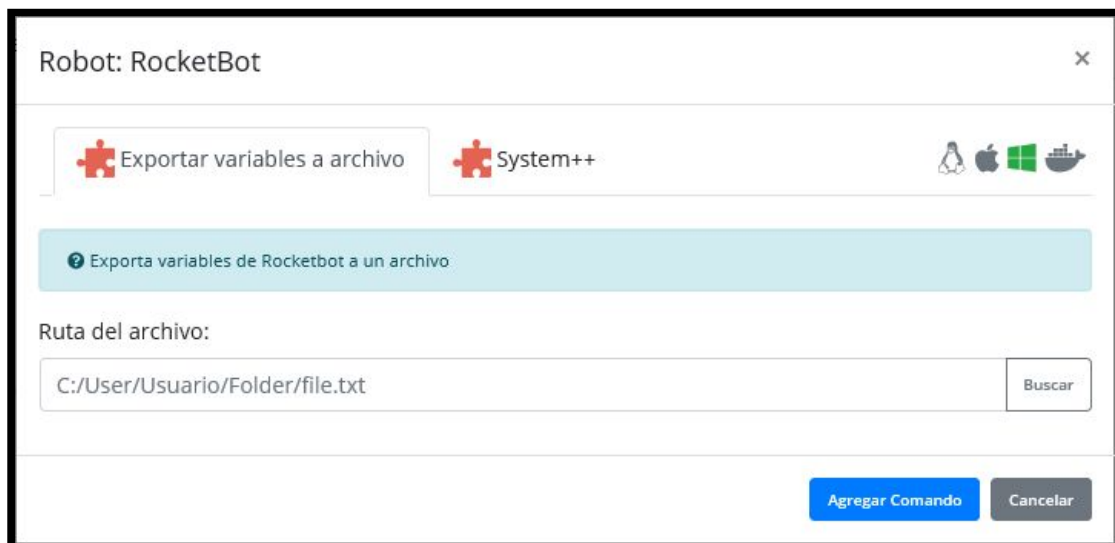 Robot: RocketBot ×
Exportar variables a archivo System++
Exporta variables de Rocketbot a un archivo
Ruta del archivo:
C:/User/Usuario/Folder/file.txt Buscar
Agregar Comando Cancelar